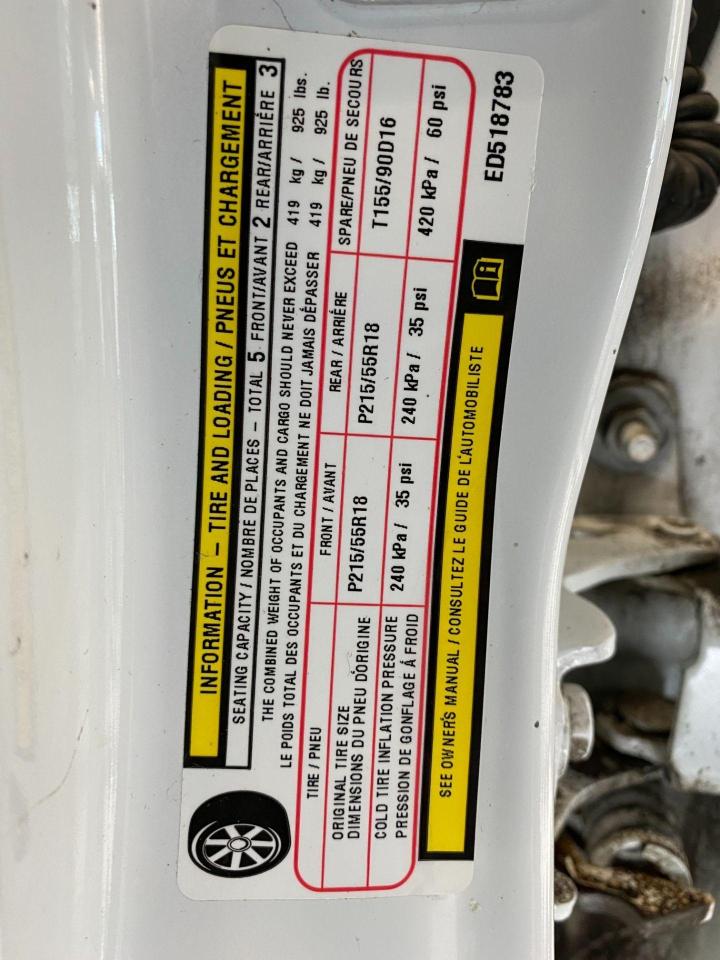 INFORMATION – TIRE AND LOADING / PNEUS ET CHARGEMENT
SEATING CAPACITY / NOMBRE DE PLACES – TOTAL 5 FRONT/AVANT 2 REAR/ARRIÈRE 3
THE COMBINED WEIGHT OF OCCUPANTS AND CARGO SHOULD NEVER EXCEED 419 kg / 925 lbs.
LE POIDS TOTAL DES OCCUPANTS ET DU CHARGEMENT NE DOIT JAMAIS DÉPASSER 419 kg / 925 lb.
TIRE / PNEU FRONT / AVANT REAR / ARRIÈRE SPARE/PNEU DE SECOURS
ORIGINAL TIRE SIZE
DIMENSIONS DU PNEU D'ORIGINE P215/55R18 P215/55R18 T155/90D16
COLD TIRE INFLATION PRESSURE
PRESSION DE GONFLAGE À FROID 240 kPa / 35 psi 240 kPa / 35 psi 420 kPa / 60 psi
SEE OWNER'S MANUAL / CONSULTEZ LE GUIDE DE L'AUTOMOBILISTE
ED518783